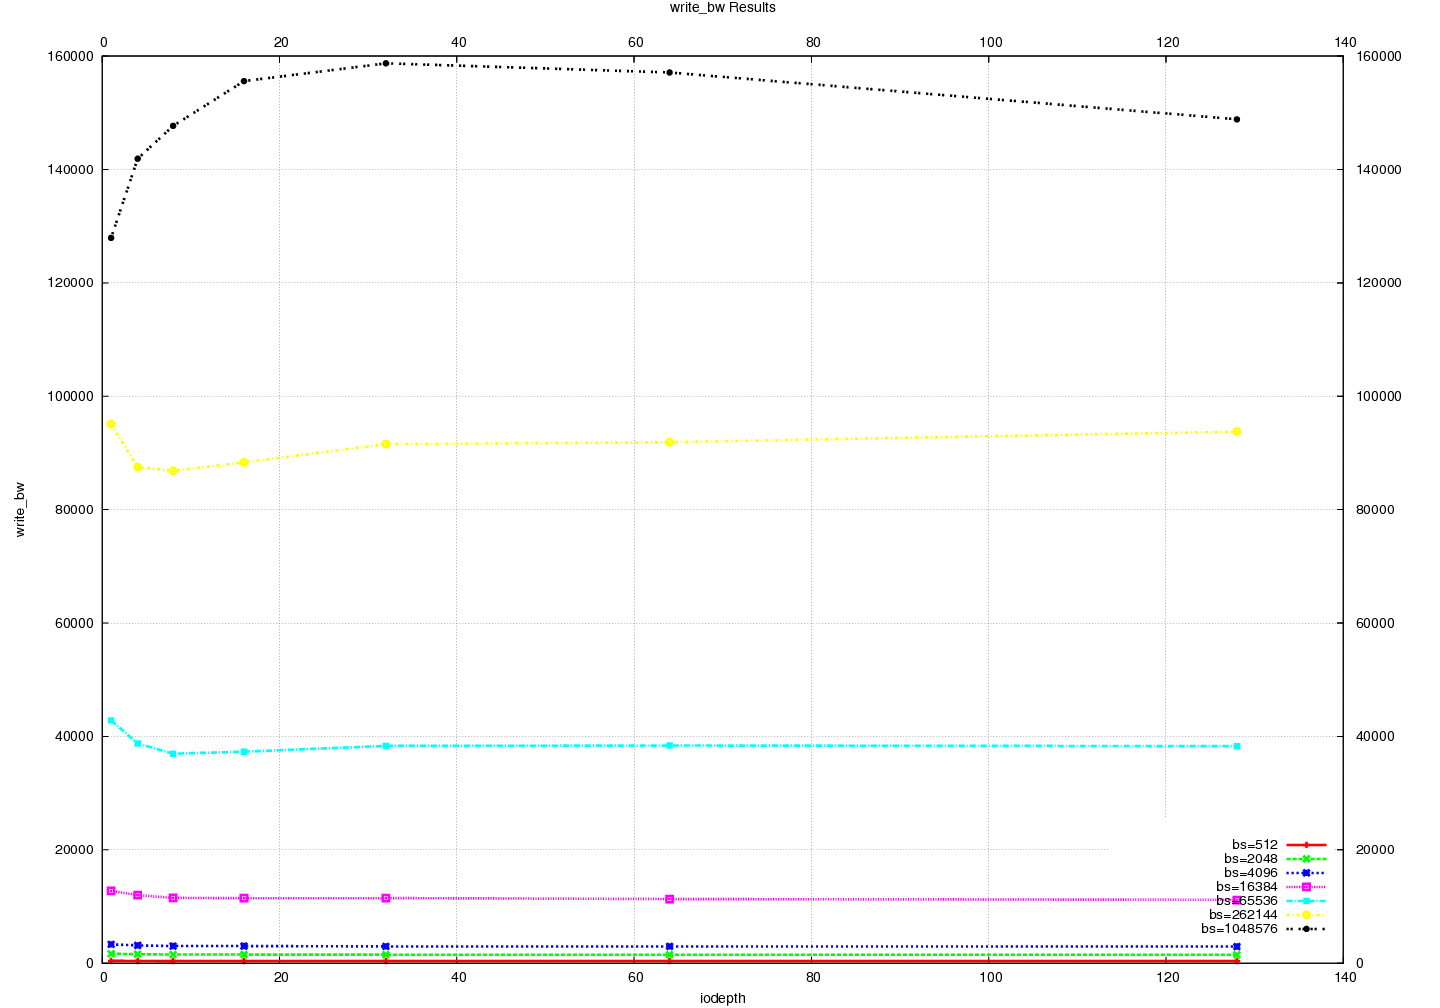 write_bw Results
0 20 40 60 80 100 120 140
160000 160000
140000 140000
120000 120000
100000 100000
80000 80000
write_bw
60000 60000
40000 40000
20000 20000
bs=512
bs=2048
bs=4096
bs=16384
bs=65536
bs=262144
bs=1048576
0 0
0 20 40 60 80 100 120 140
iodepth